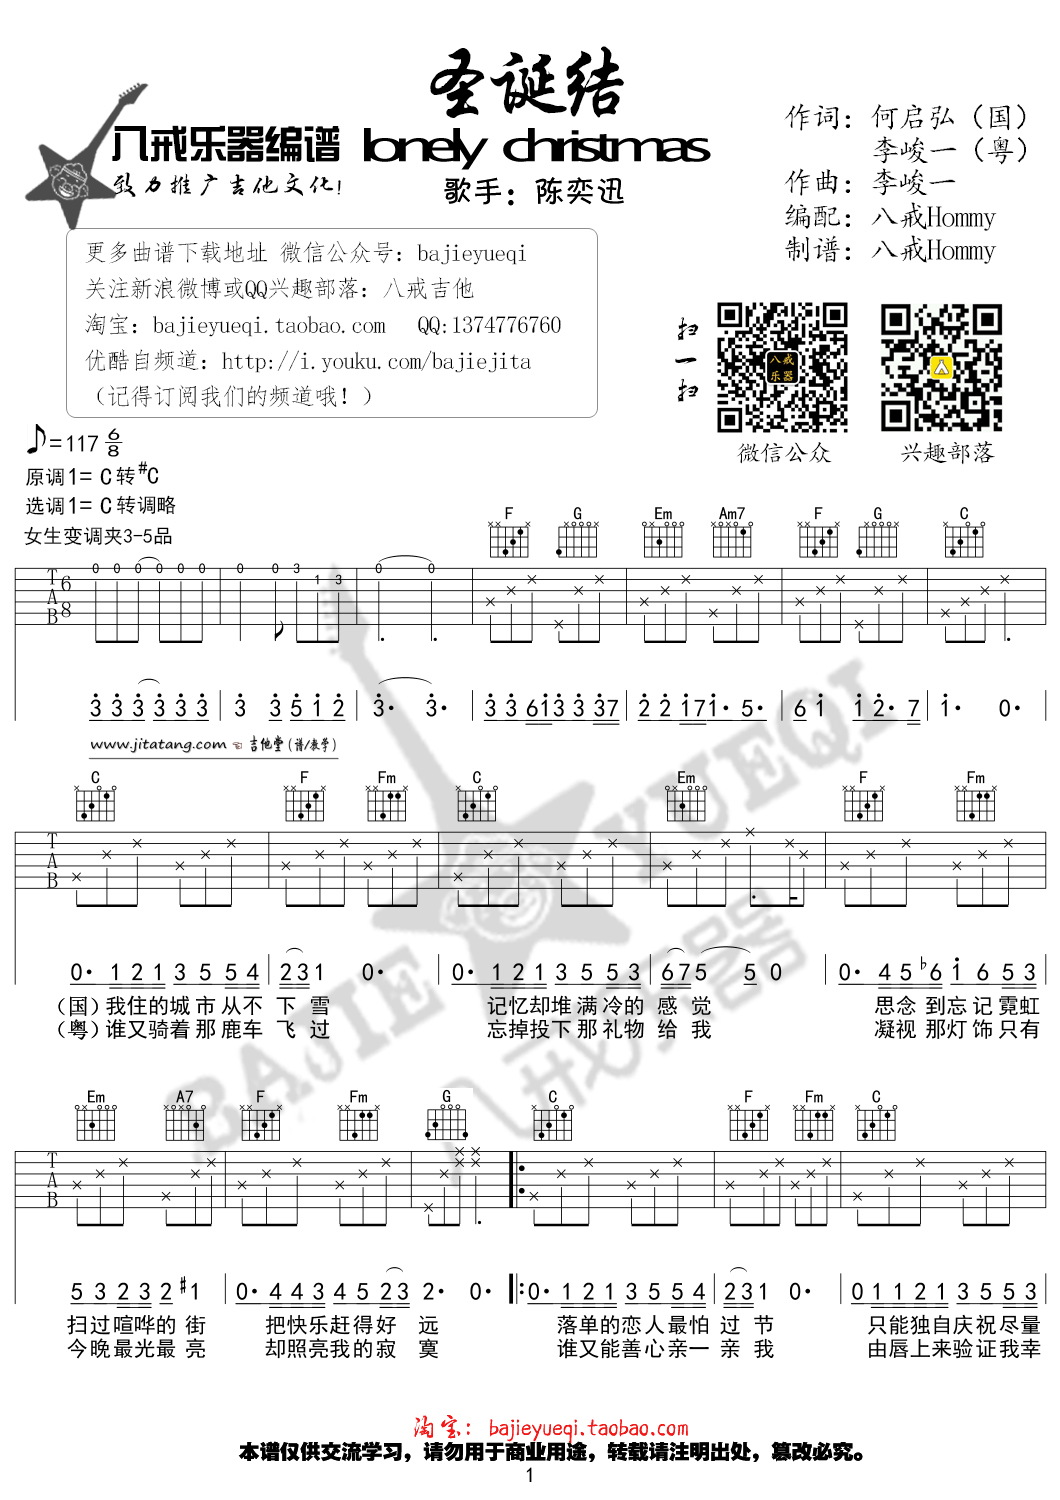 圣诞结
八戒乐器编谱 lonely christmas
致力推广吉他文化!
歌手：陈奕迅
作词：何启弘（国）
李峻一（粤）
作曲：李峻一
编配：八戒Hommy
制谱：八戒Hommy
更多曲谱下载地址 微信公众号：bajieyueqi
关注新浪微博或QQ兴趣部落：八戒吉他
淘宝：bajieyueqi.taobao.com QQ:1374776760
优酷自频道：http://i.youku.com/bajiejita
（记得订阅我们的频道哦！）
扫一扫
八戒乐器
微信公众 兴趣部落
♪=117 6/8
原调1=C转#C
选调1=C转调略
女生变调夹3-5品
F G Em Am7 F G C
T A B 6 8
0 0 0 0 0 0 0 0 3 1 3 0 0
3 3 3 3 3 3 3 3 5 1 2 3· 3· 3 3 6 1 3 3 3 7 2 2 1 7 1· 5· 6 1 1 2· 7 1· 0·
www.jitatang.com 吉他堂(谱/教学)
C F Fm C Em F Fm
T A B
0· 1 2 1 3 5 5 4 2 3 1 0· 0· 1 2 1 3 5 5 3 6 7 5 5 0 0· 4 5 ♭6 1 6 5 3
（国）我住的城市从不 下雪 记忆却堆满冷的 感觉 思念 到忘记霓虹
（粤）谁又骑着那鹿车 飞过 忘掉投下那礼物 给我 凝视 那灯饰只有
Em A7 F Fm G C F Fm C
T A B
5 3 2 3 2 #1 0· 4 4 3 4 5 2 3 2· 0· 0· 1 2 1 3 5 5 4 2 3 1 0· 0 1 2 1 3 5 5
扫过喧哗的 街 把快乐赶得好 远 落单的恋人最怕 过节 只能独自庆祝尽量
今晚最光最 亮 却照亮我的寂 寞 谁又能善心亲一 亲我 由唇上来验证我幸
淘宝：bajieyueqi.taobao.com
本谱仅供交流学习，请勿用于商业用途，转载请注明出处，篡改必究。
1
BAJIE YUEQI
八戒乐器